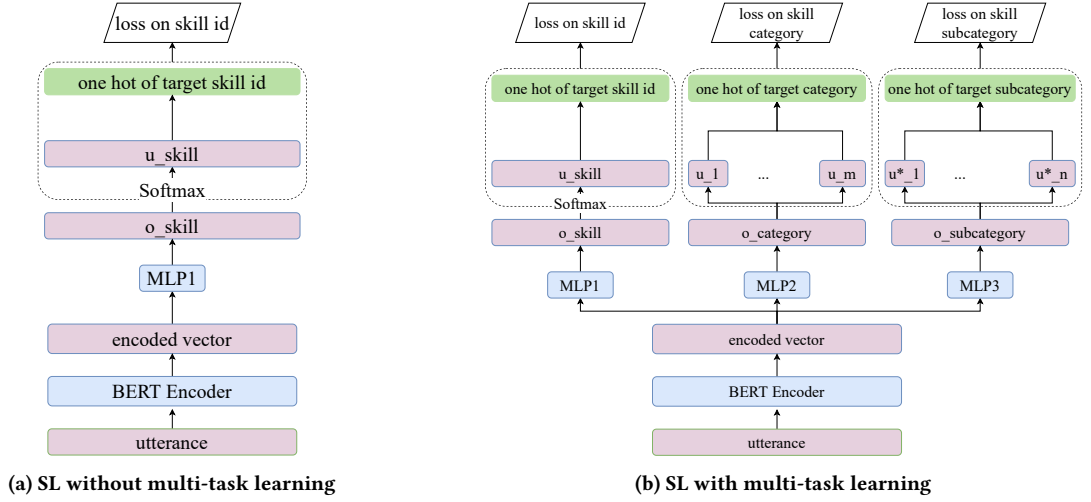 loss on skill id
one hot of target skill id
u_skill
Softmax
o_skill
MLP1
encoded vector
BERT Encoder
utterance
(a) SL without multi-task learning
loss on skill id
loss on skill
category
loss on skill
subcategory
one hot of target skill id
one hot of target category
one hot of target subcategory
u_skill
u_1
...
u_m
u*_1
...
u*_n
Softmax
o_skill
o_category
o_subcategory
MLP1
MLP2
MLP3
encoded vector
BERT Encoder
utterance
(b) SL with multi-task learning